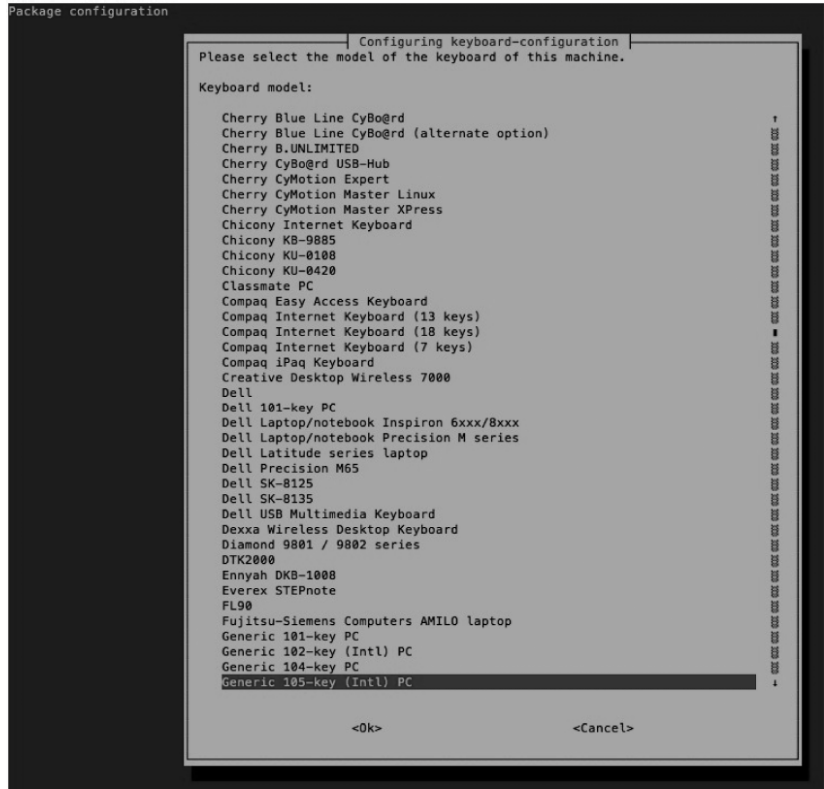 Package configuration
Configuring keyboard-configuration
Please select the model of the keyboard of this machine.
Keyboard model:
Cherry Blue Line CyBo@rd
Cherry Blue Line CyBo@rd (alternate option)
Cherry B.UNLIMITED
Cherry CyBo@rd USB-Hub
Cherry CyMotion Expert
Cherry CyMotion Master Linux
Cherry CyMotion Master XPress
Chicony Internet Keyboard
Chicony KB-9885
Chicony KU-0108
Chicony KU-0420
Classmate PC
Compaq Easy Access Keyboard
Compaq Internet Keyboard (13 keys)
Compaq Internet Keyboard (18 keys)
Compaq Internet Keyboard (7 keys)
Compaq iPaq Keyboard
Creative Desktop Wireless 7000
Dell
Dell 101-key PC
Dell Laptop/notebook Inspiron 6xxx/8xxx
Dell Laptop/notebook Precision M series
Dell Latitude series laptop
Dell Precision M65
Dell SK-8125
Dell SK-8135
Dell USB Multimedia Keyboard
Dexxa Wireless Desktop Keyboard
Diamond 9801 / 9802 series
DTK2000
Ennyah DKB-1008
Everex STEPnote
FL90
Fujitsu-Siemens Computers AMILO laptop
Generic 101-key PC
Generic 102-key (Intl) PC
Generic 104-key PC
Generic 105-key (Intl) PC
<Ok> <Cancel>